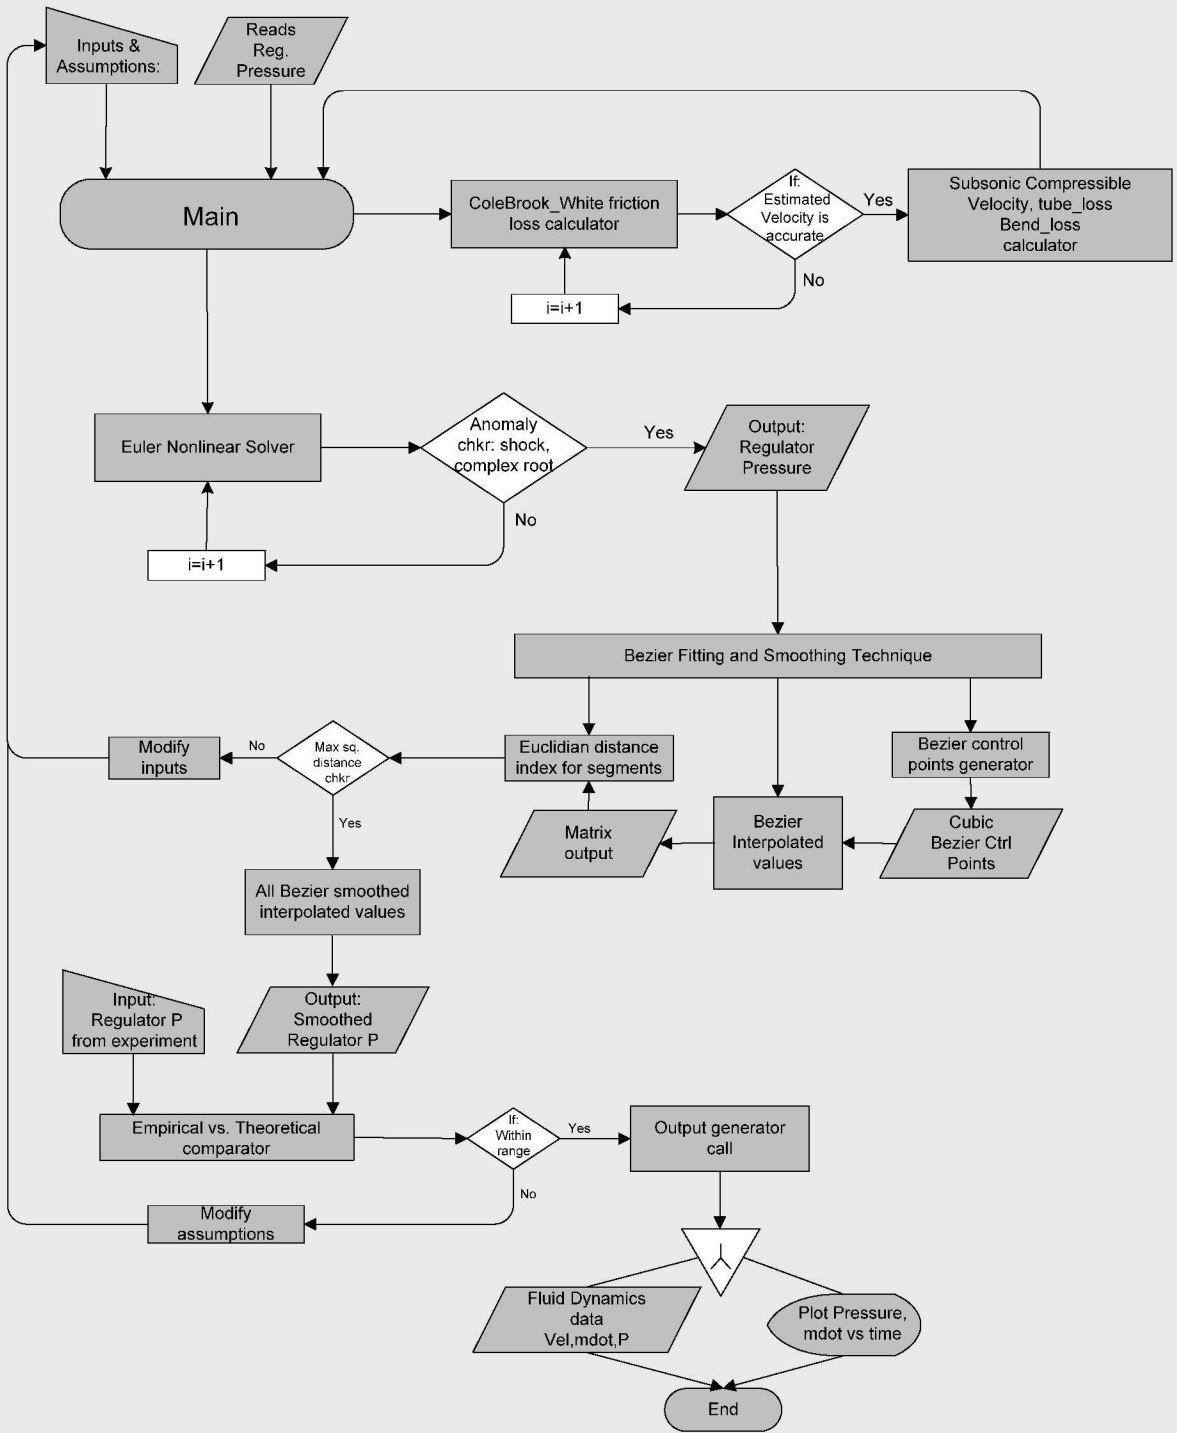 Inputs &
Assumptions:
Reads
Reg.
Pressure
Main
ColeBrook_White friction
loss calculator
If:
Estimated
Velocity is
accurate
Yes
Subsonic Compressible
Velocity, tube_loss
Bend_loss
calculator
No
i=i+1
Euler Nonlinear Solver
Anomaly
chkr: shock,
complex root
Yes
Output:
Regulator
Pressure
No
i=i+1
Bezier Fitting and Smoothing Technique
Modify
inputs
No
Max sq.
distance
chkr
Euclidian distance
index for segments
Bezier control
points generator
Yes
Matrix
output
Bezier
Interpolated
values
Cubic
Bezier Ctrl
Points
All Bezier smoothed
interpolated values
Input:
Regulator P
from experiment
Output:
Smoothed
Regulator P
Empirical vs. Theoretical
comparator
If:
Within
range
Yes
Output generator
call
No
Modify
assumptions
Fluid Dynamics
data
Vel,mdot,P
Plot Pressure,
mdot vs time
End